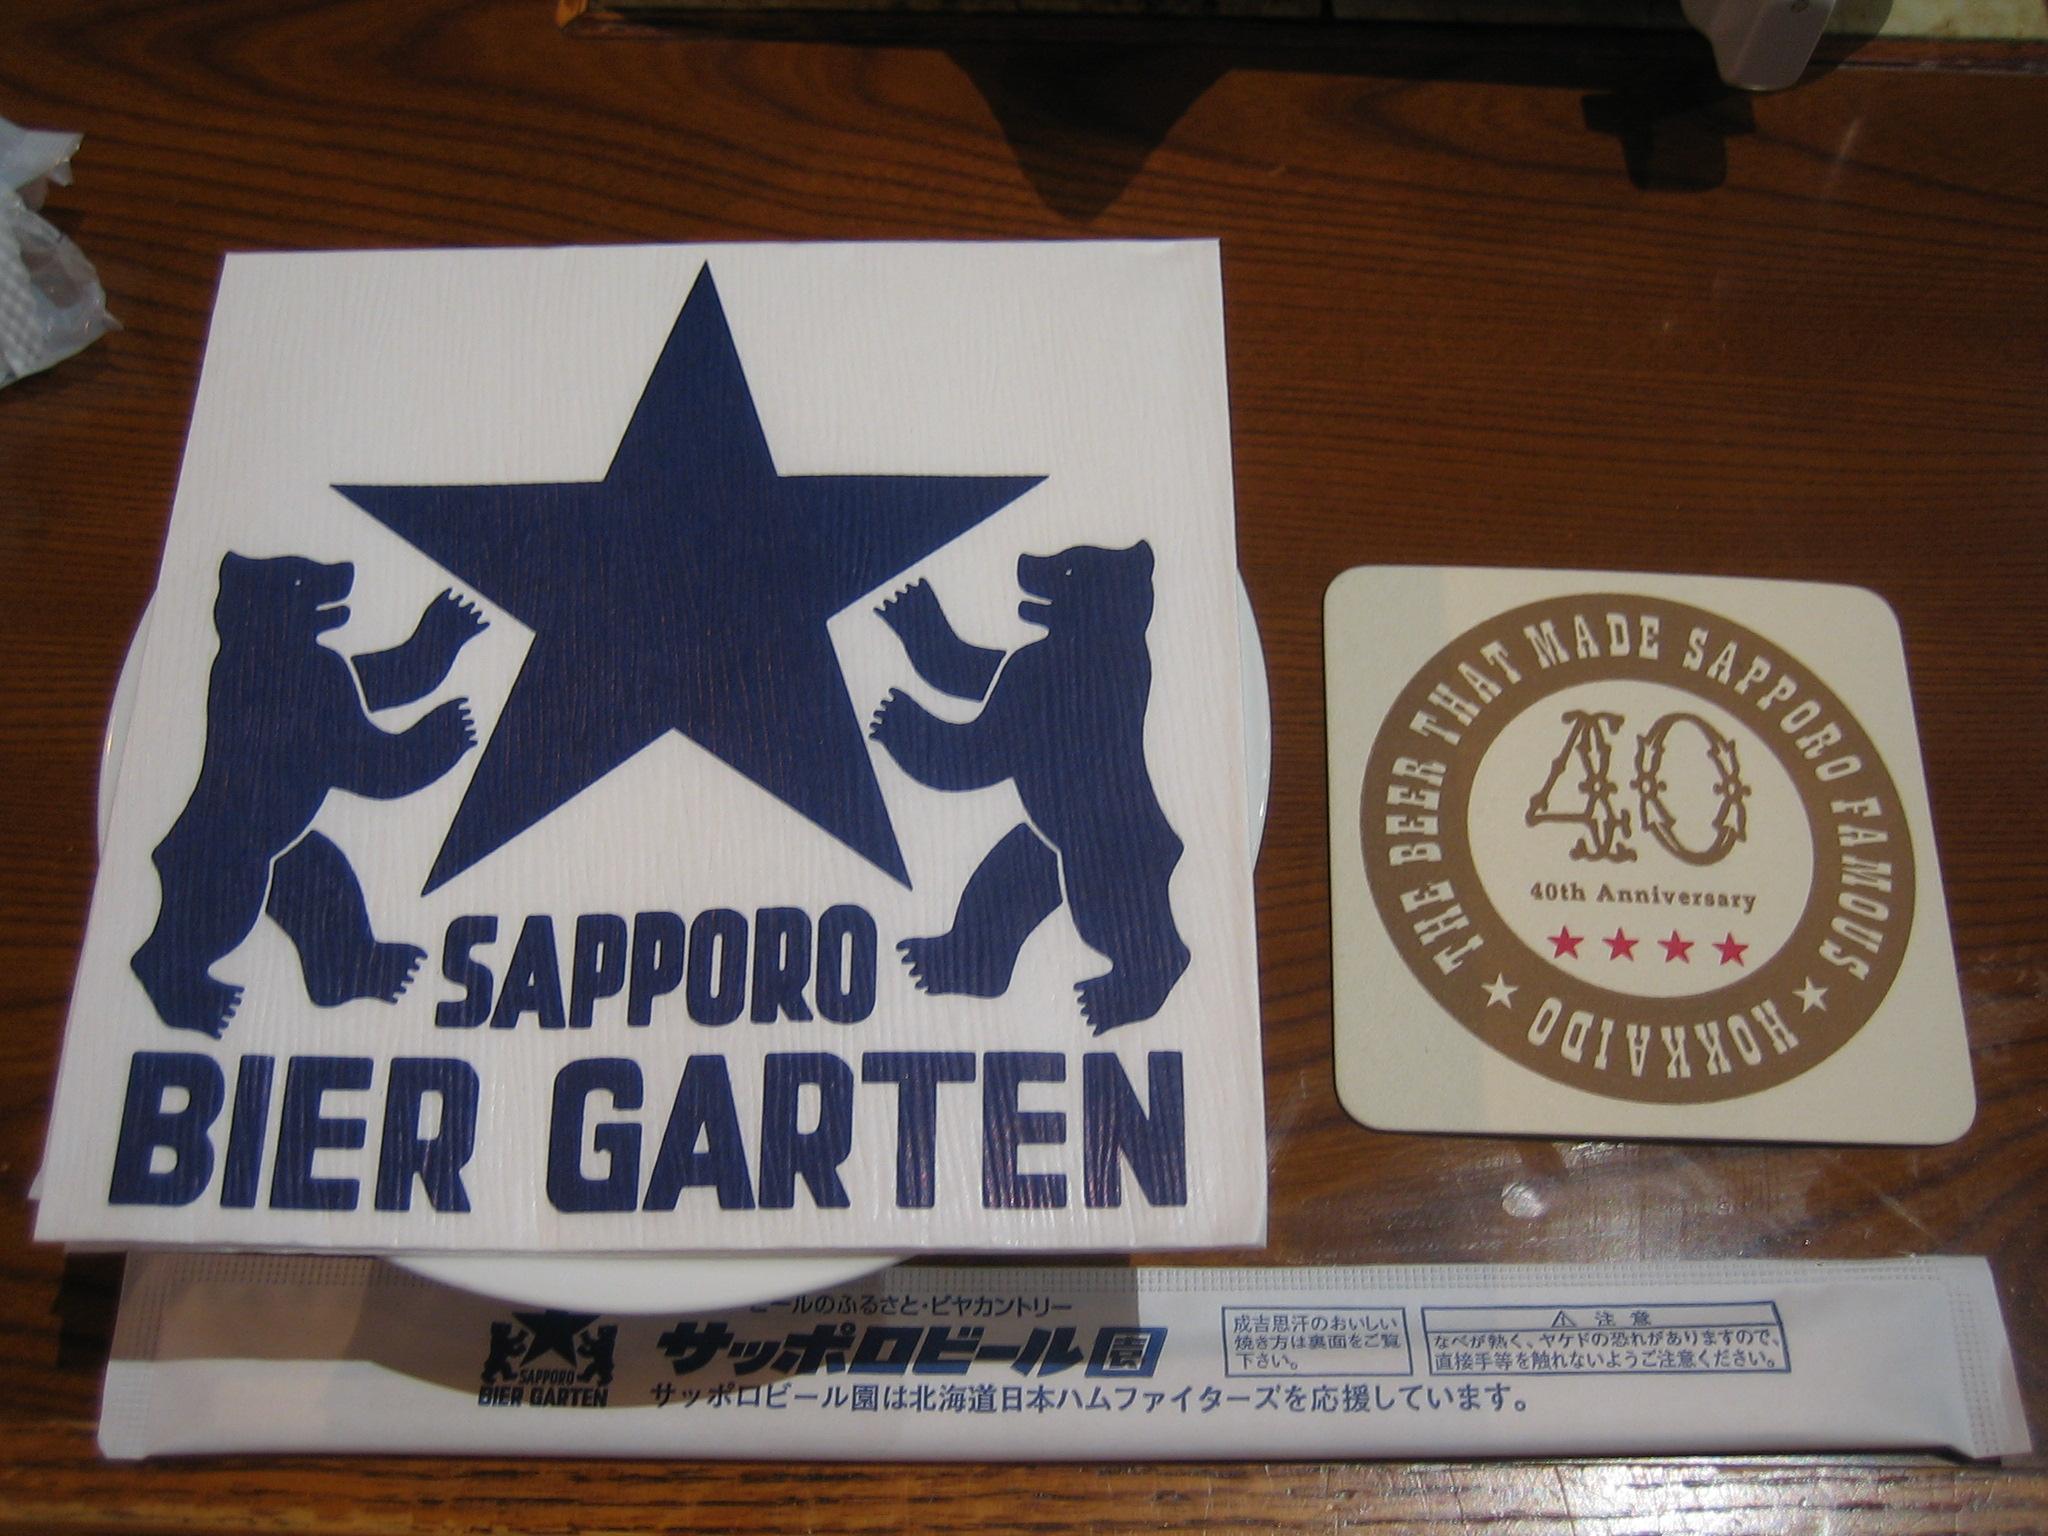 SAPPORO
BIER GARTEN
THE BEER THAT MADE SAPPORO FAMOUS
40
40th Anniversary
HOKKAIDO
ールのふるさと・ビヤカントリー
サッポロビール園
サッポロビール園は北海道日本ハムファイターズを応援しています。
SAPPORO
BIER GARTEN
成吉思汗のおいしい
焼き方は裏面をご覧
下さい。
注意
なべが熱く、ヤケドの恐れがありますので、
直接手等を触れないようご注意ください。